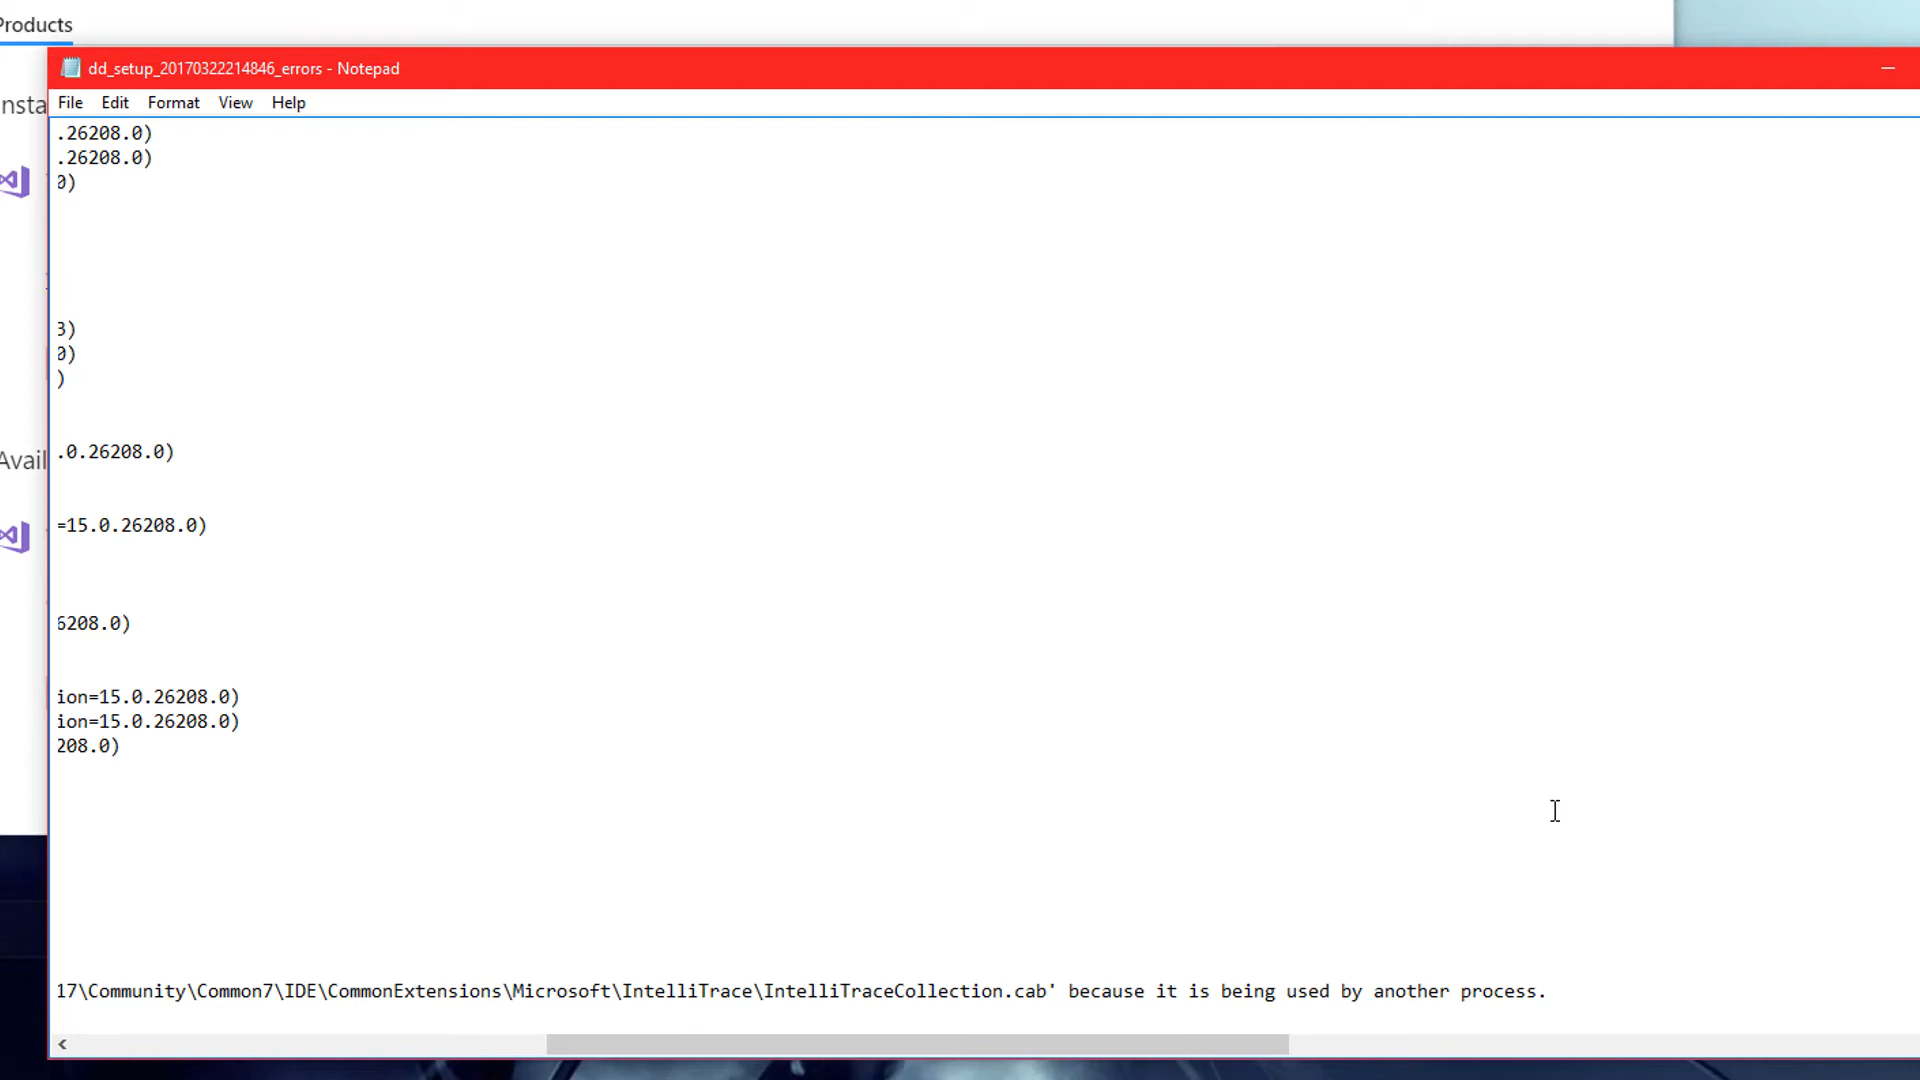 Products
dd_setup_20170322214846_errors - Notepad
Insta
File Edit Format View Help
.26208.0)
.26208.0)
0)
3)
0)
)
.0.26208.0)
Avail
=15.0.26208.0)
6208.0)
ion=15.0.26208.0)
ion=15.0.26208.0)
208.0)
17\Community\Common7\IDE\CommonExtensions\Microsoft\IntelliTrace\IntelliTraceCollection.cab' because it is being used by another process.